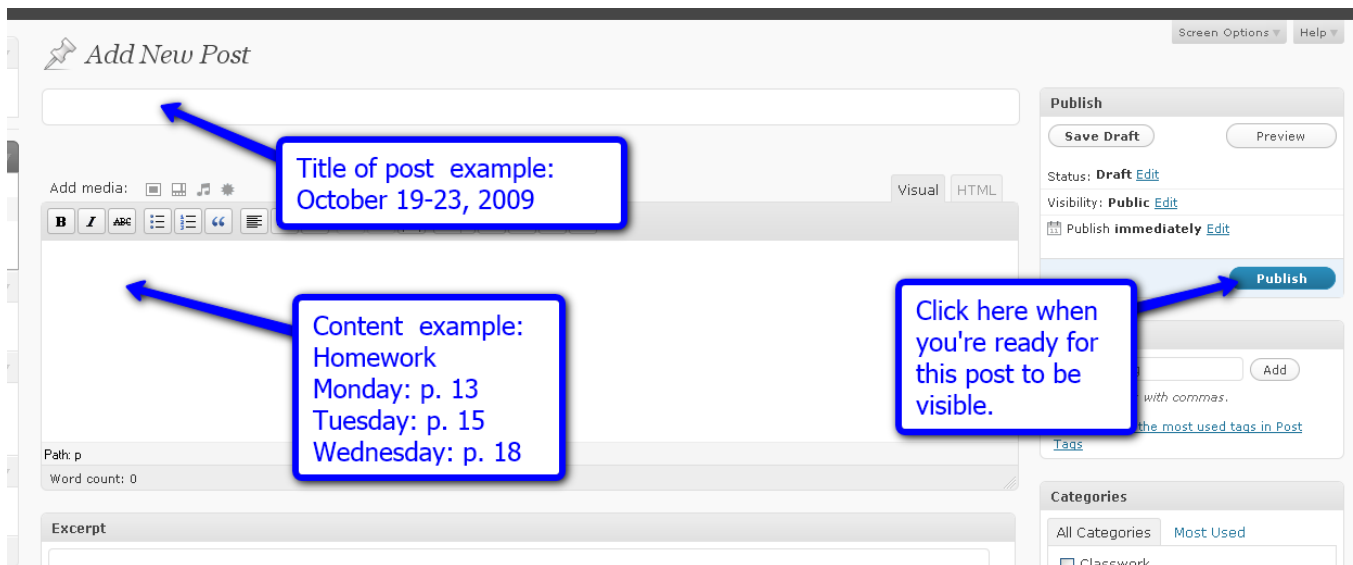 Screen Options
Help
Add New Post
Title of post example:
October 19-23, 2009
Add media:
Visual
HTML
B
I
ABC
Content example:
Homework
Monday: p. 13
Tuesday: p. 15
Wednesday: p. 18
Path: p
Word count: 0
Excerpt
Publish
Save Draft
Preview
Status: Draft Edit
Visibility: Public Edit
Publish immediately Edit
Publish
Click here when
you're ready for
this post to be
visible.
Add
with commas.
the most used tags in Post
Tags
Categories
All Categories
Most Used
Classwork